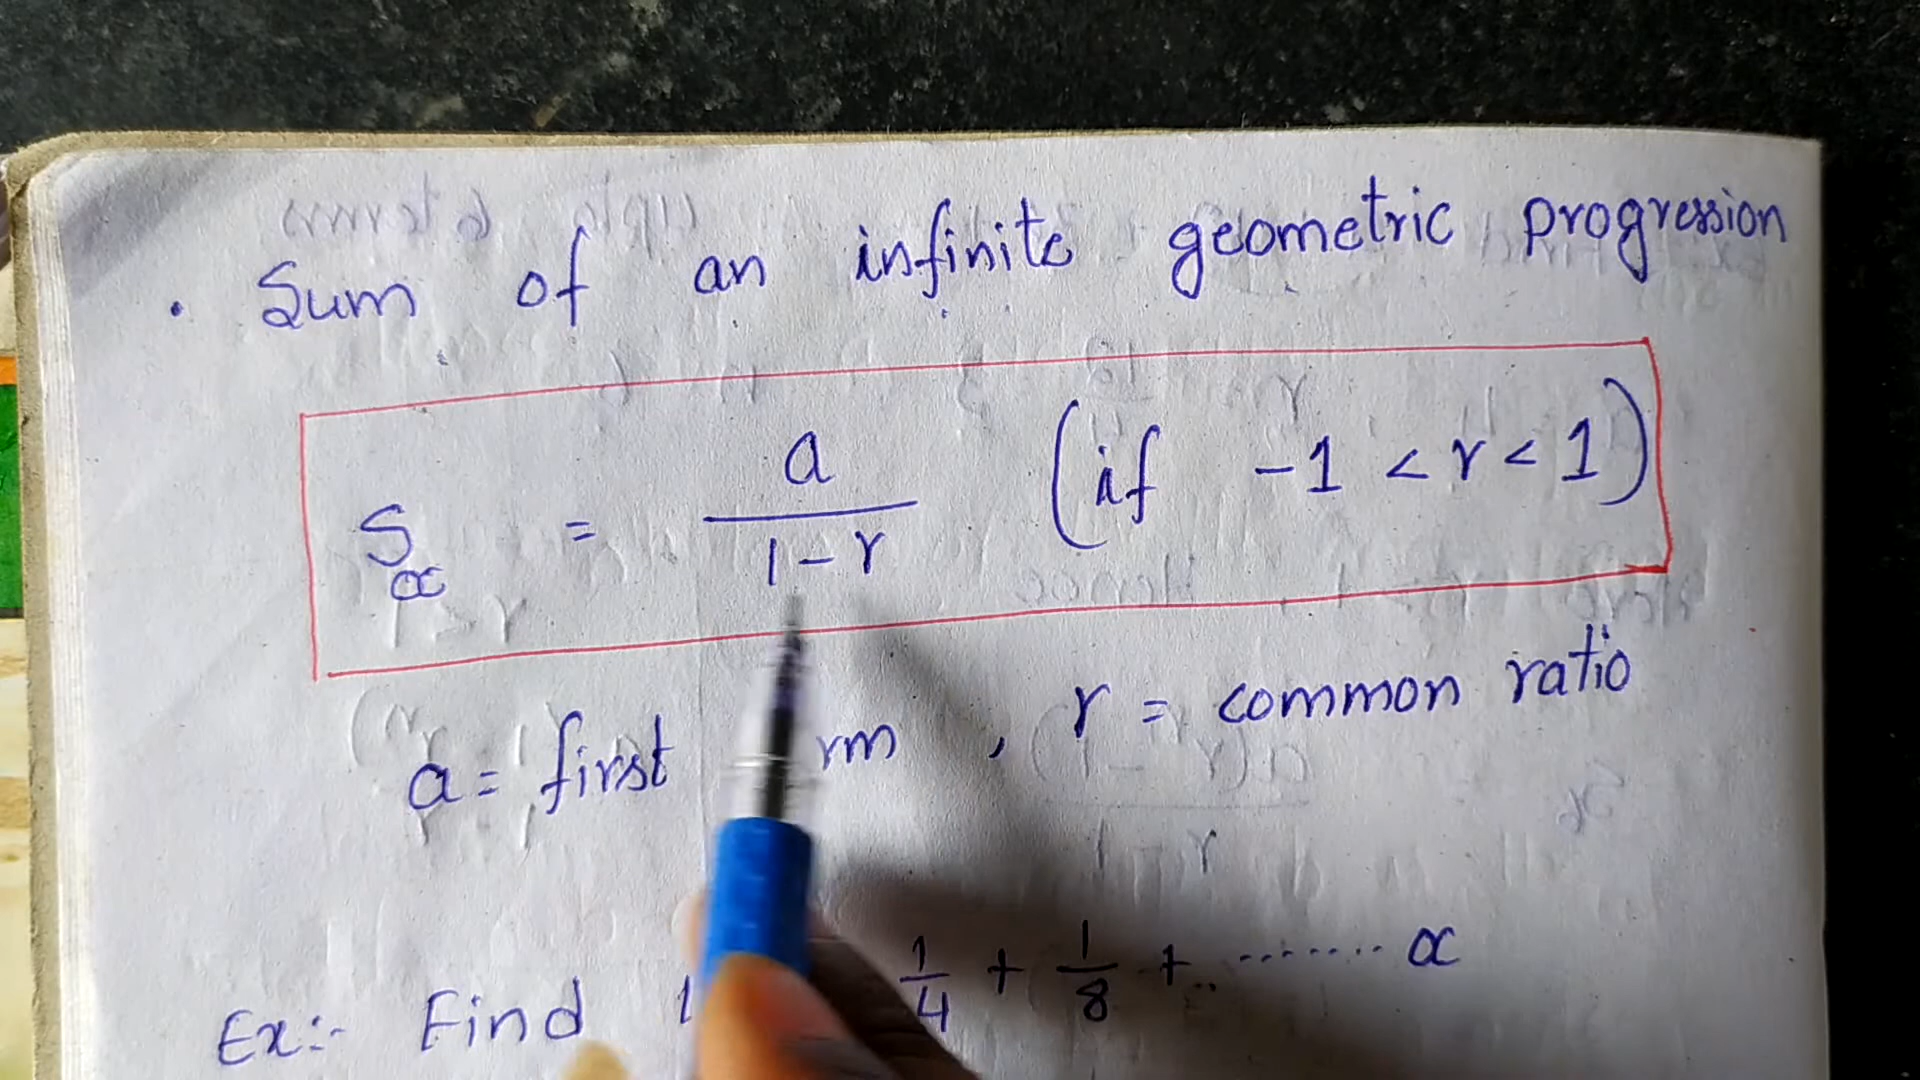 . Sum of an infinite geometric progression
S∝ = a/(1-r) (if -1 < r < 1)
a = first rm , r = common ratio
Ex:- Find 1 1/4 + 1/8 + ........ ∝